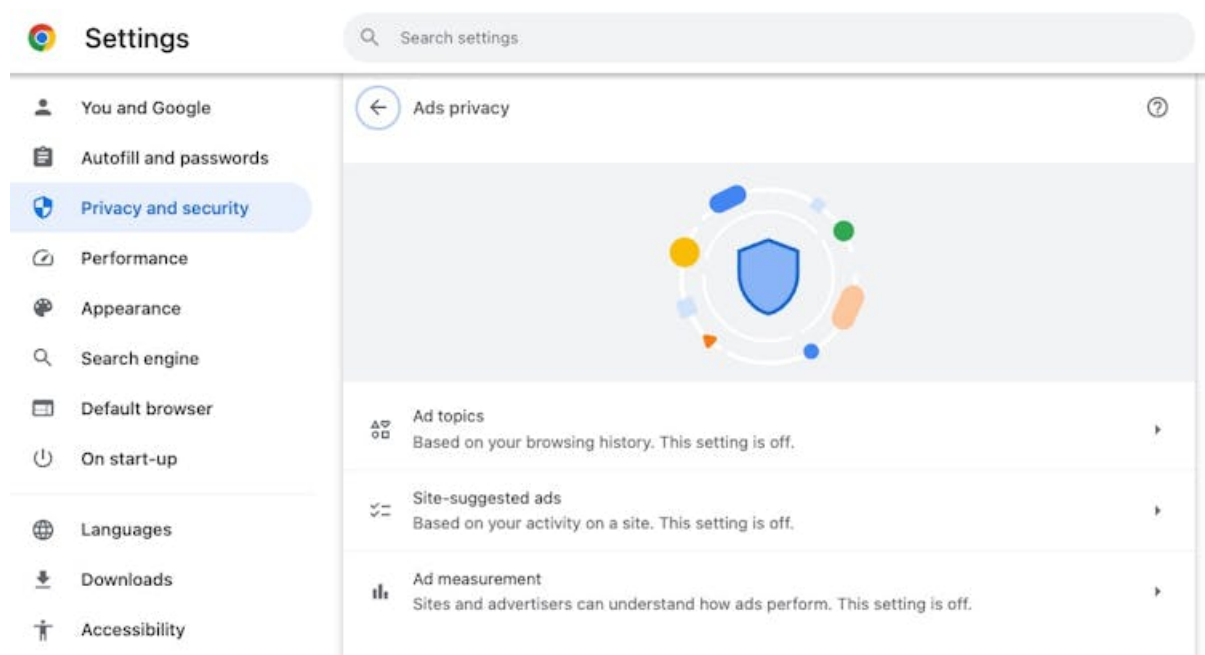 Settings
Search settings
You and Google
Autofill and passwords
Privacy and security
Performance
Appearance
Search engine
Default browser
On start-up
Languages
Downloads
Accessibility
Ads privacy
Ad topics
Based on your browsing history. This setting is off.
Site-suggested ads
Based on your activity on a site. This setting is off.
Ad measurement
Sites and advertisers can understand how ads perform. This setting is off.